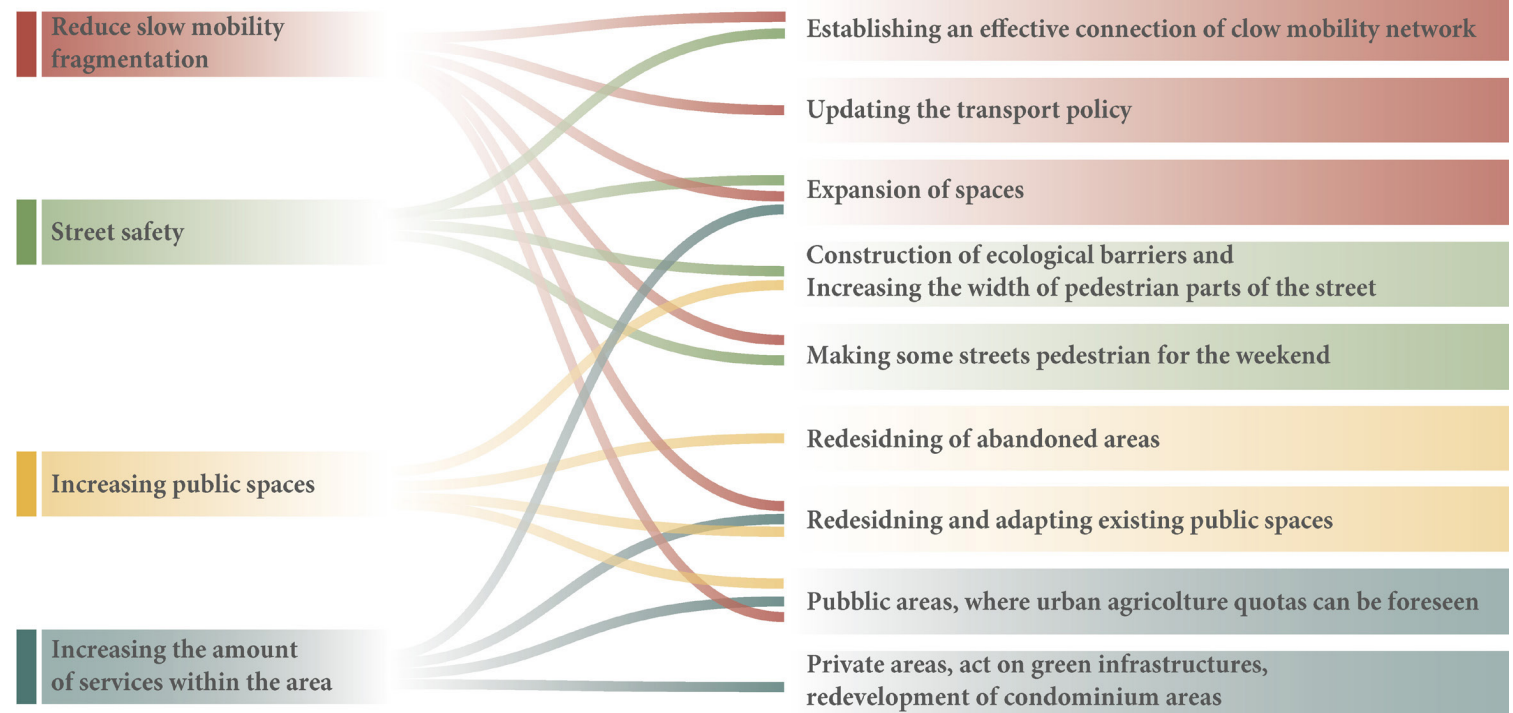 Reduce slow mobility
fragmentation
Street safety
Increasing public spaces
Increasing the amount
of services within the area
Establishing an effective connection of clow mobility network
Updating the transport policy
Expansion of spaces
Construction of ecological barriers and
Increasing the width of pedestrian parts of the street
Making some streets pedestrian for the weekend
Redesidning of abandoned areas
Redesidning and adapting existing public spaces
Pubblic areas, where urban agricolture quotas can be foreseen
Private areas, act on green infrastructures,
redevelopment of condominium areas